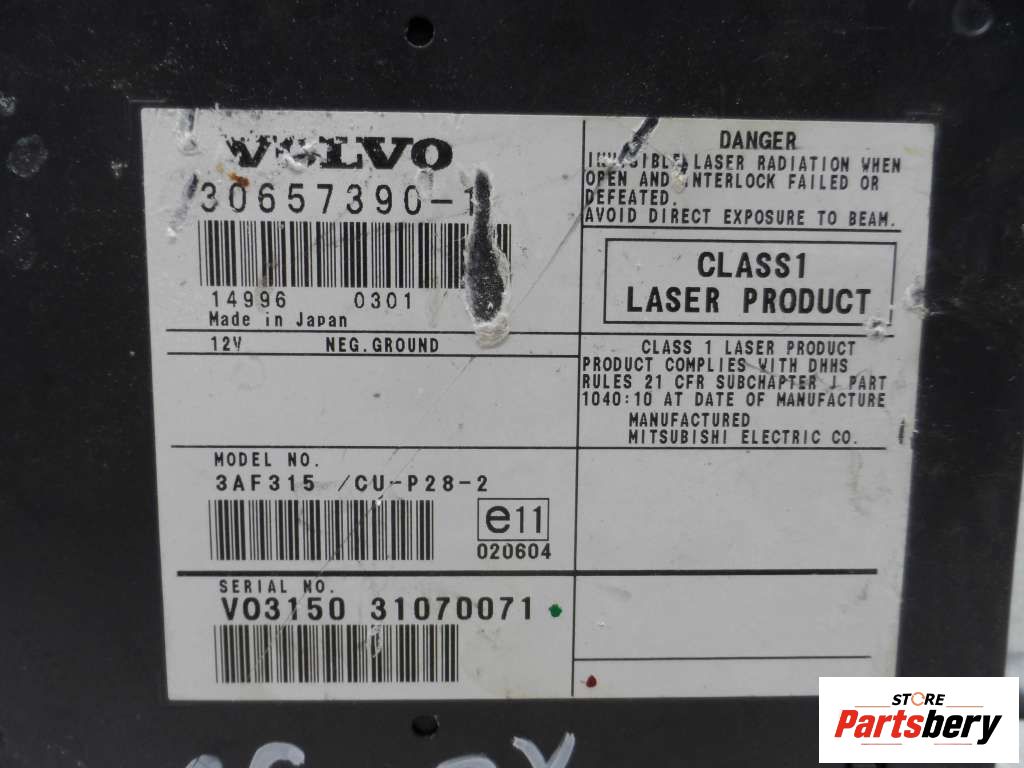 VOLVO
30657390-1
14996 0301
Made in Japan
12V NEG.GROUND
MODEL NO.
3AF315 /CU-P28-2
e11
020604
SERIAL NO.
VO3150 31070071
DANGER
INVISIBLE LASER RADIATION WHEN
OPEN AND INTERLOCK FAILED OR
DEFEATED.
AVOID DIRECT EXPOSURE TO BEAM.
CLASS1
LASER PRODUCT
CLASS 1 LASER PRODUCT
PRODUCT COMPLIES WITH DHHS
RULES 21 CFR SUBCHAPTER J PART
1040:10 AT DATE OF MANUFACTURE
MANUFACTURED
MITSUBISHI ELECTRIC CO.
STORE
Partsbery